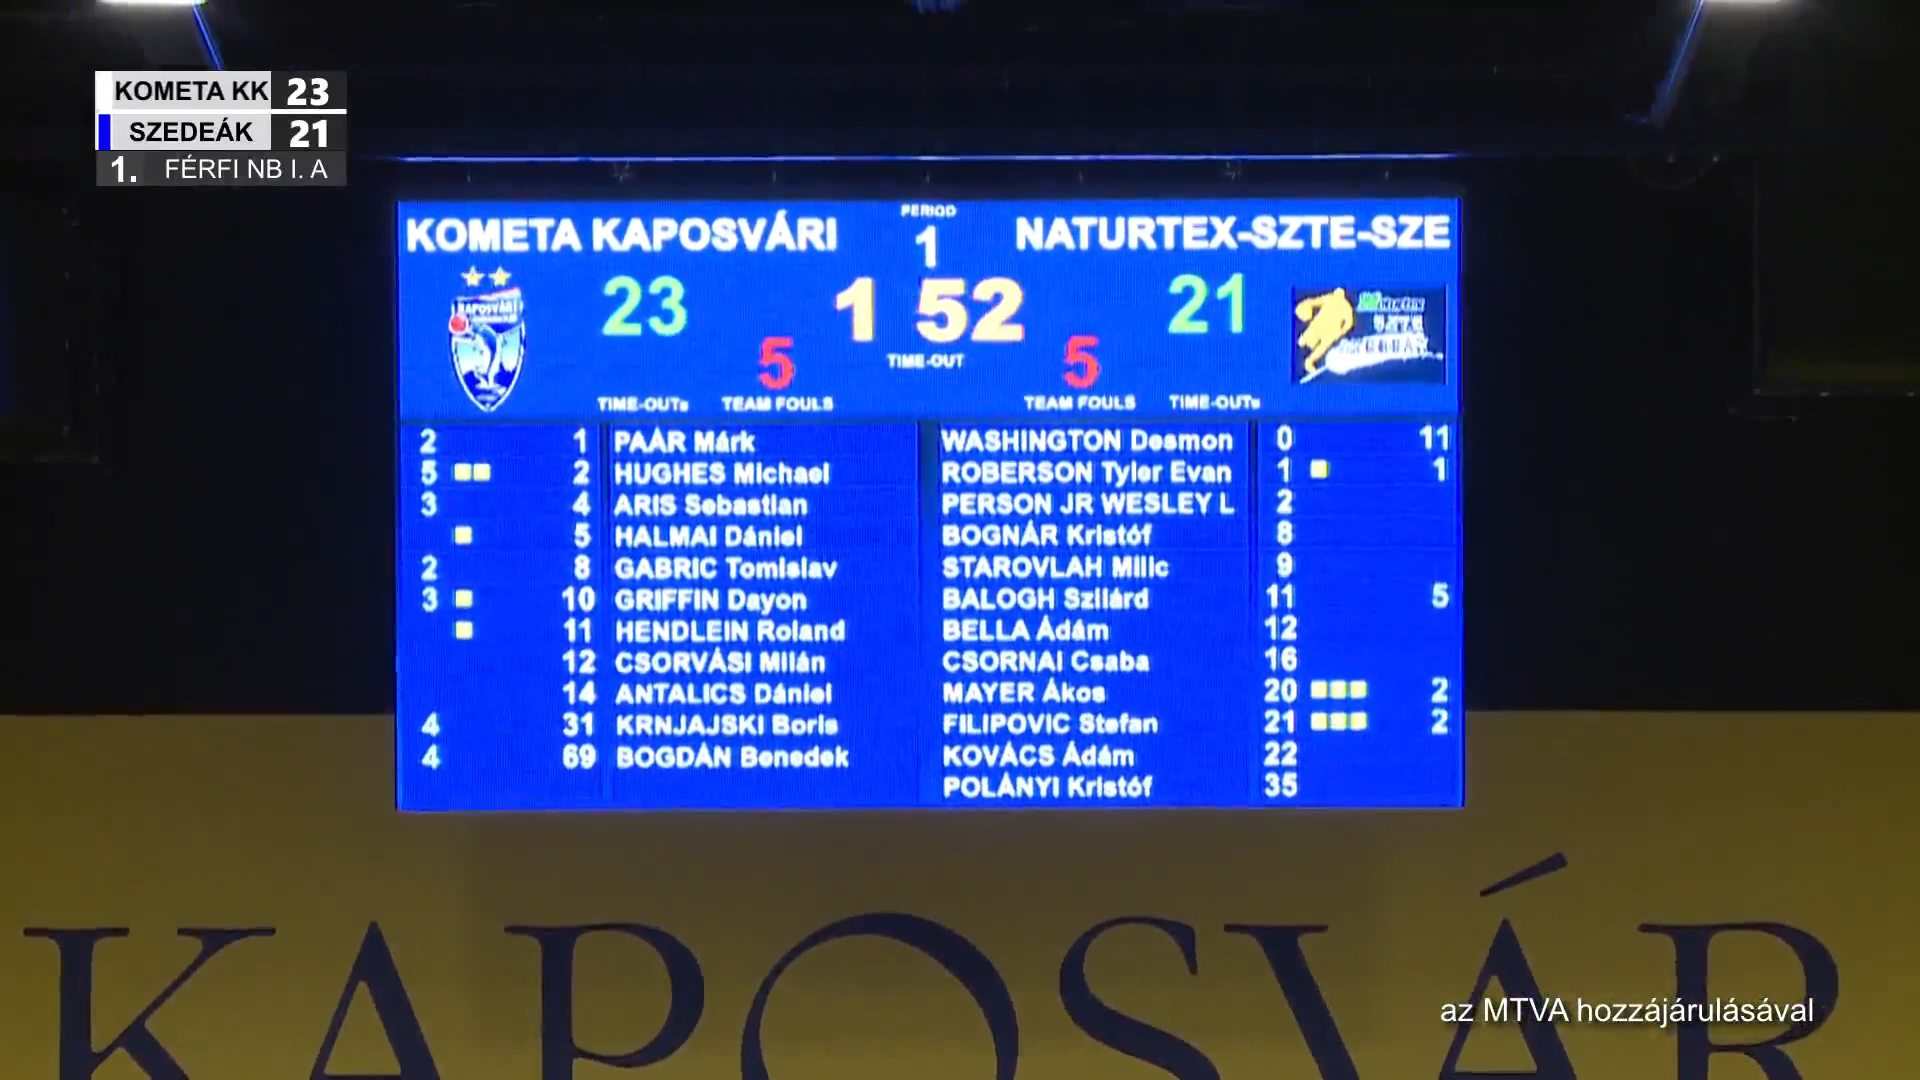 KOMETA KK 23
SZEDEÁK 21
1. FÉRFI NB I. A
PERIOD
KOMETA KAPOSVÁRI 1 NATURTEX-SZTE-SZE
KAPOSVÁRI
23 1 52 21
SZTE
TIME-OUT
5 5
TIME-OUTs TEAM FOULS TEAM FOULS TIME-OUTs
2 1 PAÁR Márk WASHINGTON Desmon 0 11
5 2 HUGHES Michael ROBERSON Tyler Evan 1 1
3 4 ARIS Sebastian PERSON JR WESLEY L 2
5 HALMAI Dániel BOGNÁR Kristóf 8
2 8 GABRIC Tomislav STAROVLAH Milic 9
3 10 GRIFFIN Dayon BALOGH Szilárd 11 5
11 HENDLEIN Roland BELLA Ádám 12
12 CSORVÁSI Milán CSORNAI Csaba 16
14 ANTALICS Dániel MAYER Ákos 20 2
4 31 KRNJAJSKI Boris FILIPOVIC Stefan 21 2
4 69 BOGDÁN Benedek KOVÁCS Ádám 22
POLÁNYI Kristóf 35
KAPOSVÁR
az MTVA hozzájárulásával